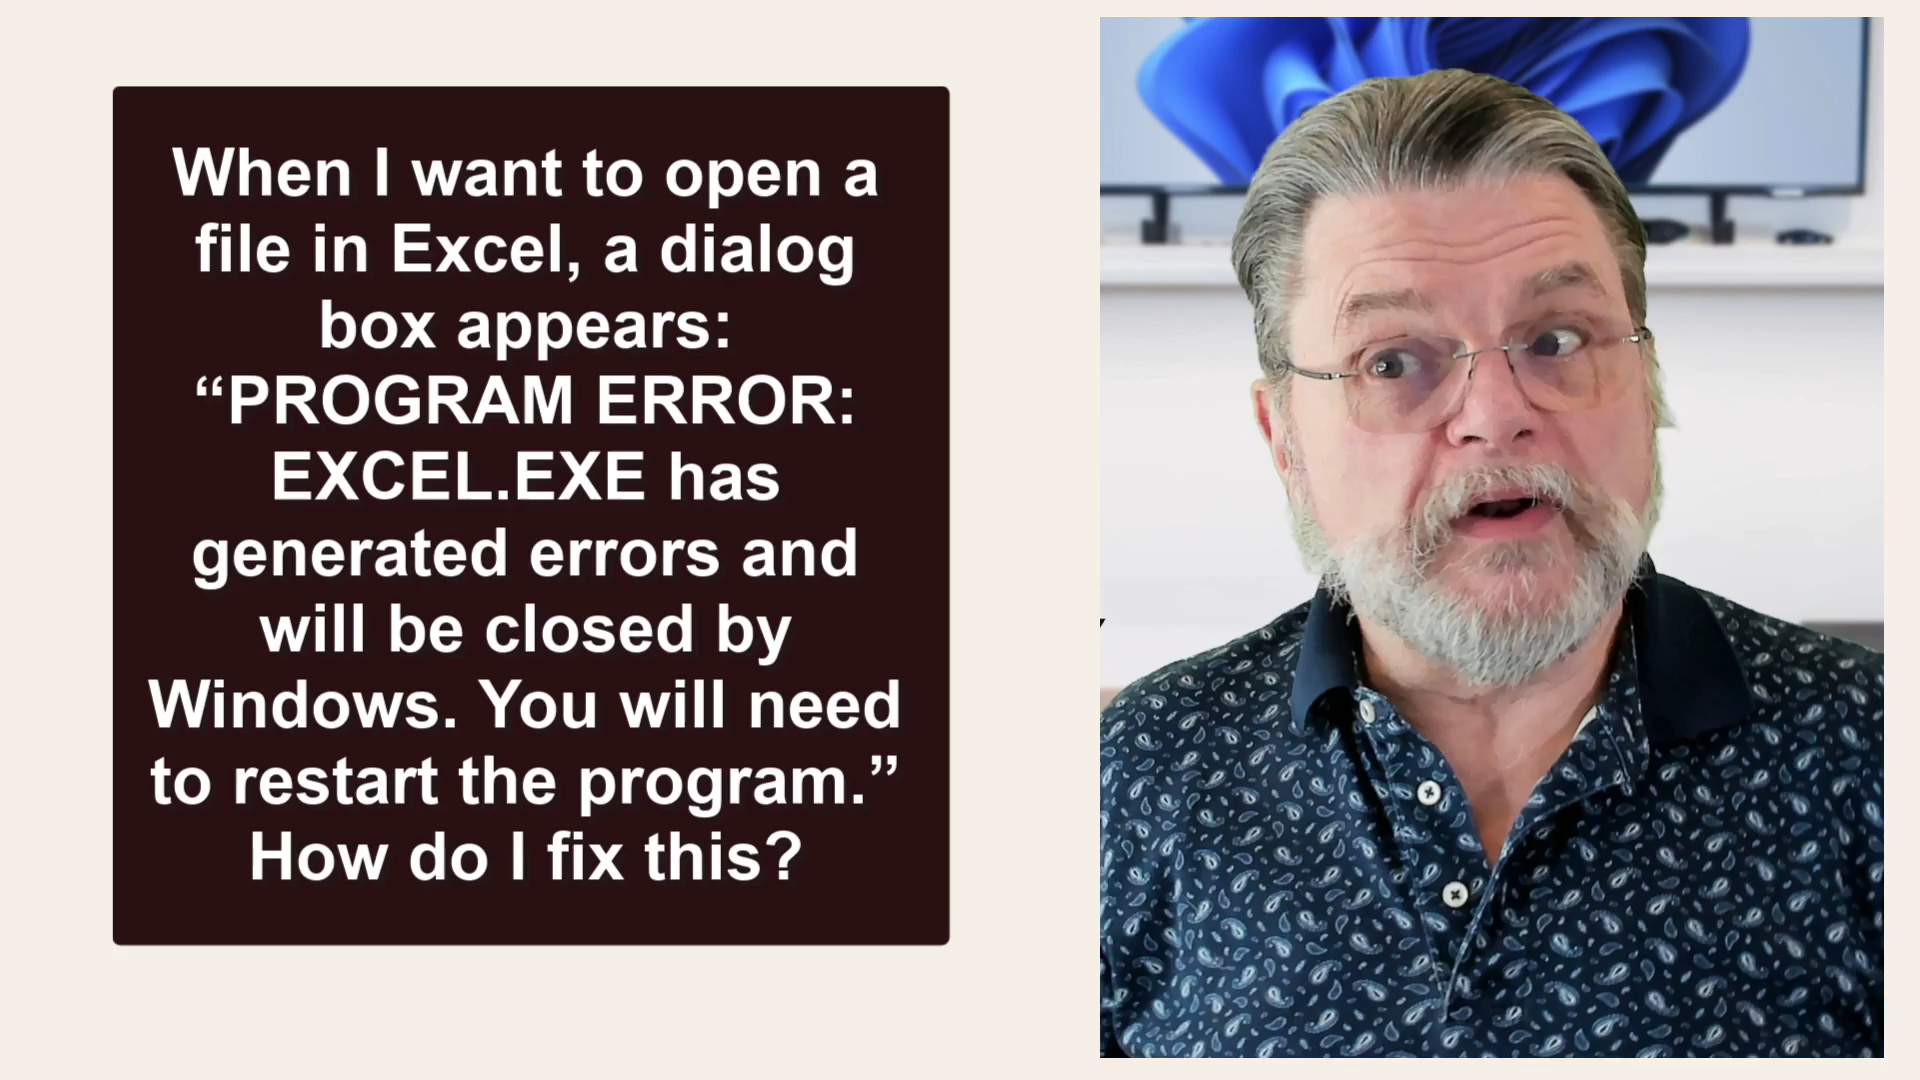 When I want to open a
file in Excel, a dialog
box appears:
“PROGRAM ERROR:
EXCEL.EXE has
generated errors and
will be closed by
Windows. You will need
to restart the program.”
How do I fix this?